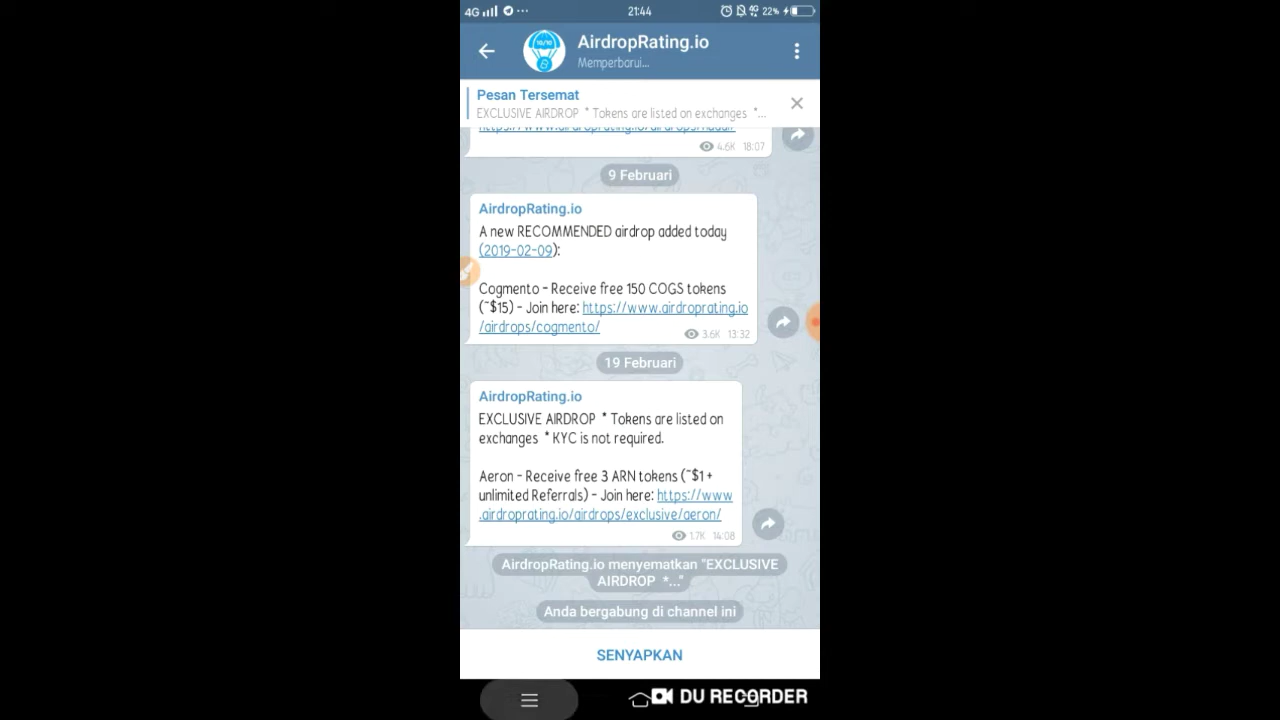 4G 21:44 4G 22%
AirdropRating.io
Memperbarui...
Pesan Tersemat
EXCLUSIVE AIRDROP * Tokens are listed on exchanges *...
4.6K 18:07
9 Februari
AirdropRating.io
A new RECOMMENDED airdrop added today
(2019-02-09):
Cogmento - Receive free 150 COGS tokens
(~$15) - Join here: https://www.airdroprating.io
/airdrops/cogmento/
3.6K 13:32
19 Februari
AirdropRating.io
EXCLUSIVE AIRDROP * Tokens are listed on
exchanges * KYC is not required.
Aeron - Receive free 3 ARN tokens (~$1 +
unlimited Referrals) - Join here: https://www
.airdroprating.io/airdrops/exclusive/aeron/
1.7K 14:08
AirdropRating.io menyematkan "EXCLUSIVE
AIRDROP *..."
Anda bergabung di channel ini
SENYAPKAN
DU RECORDER